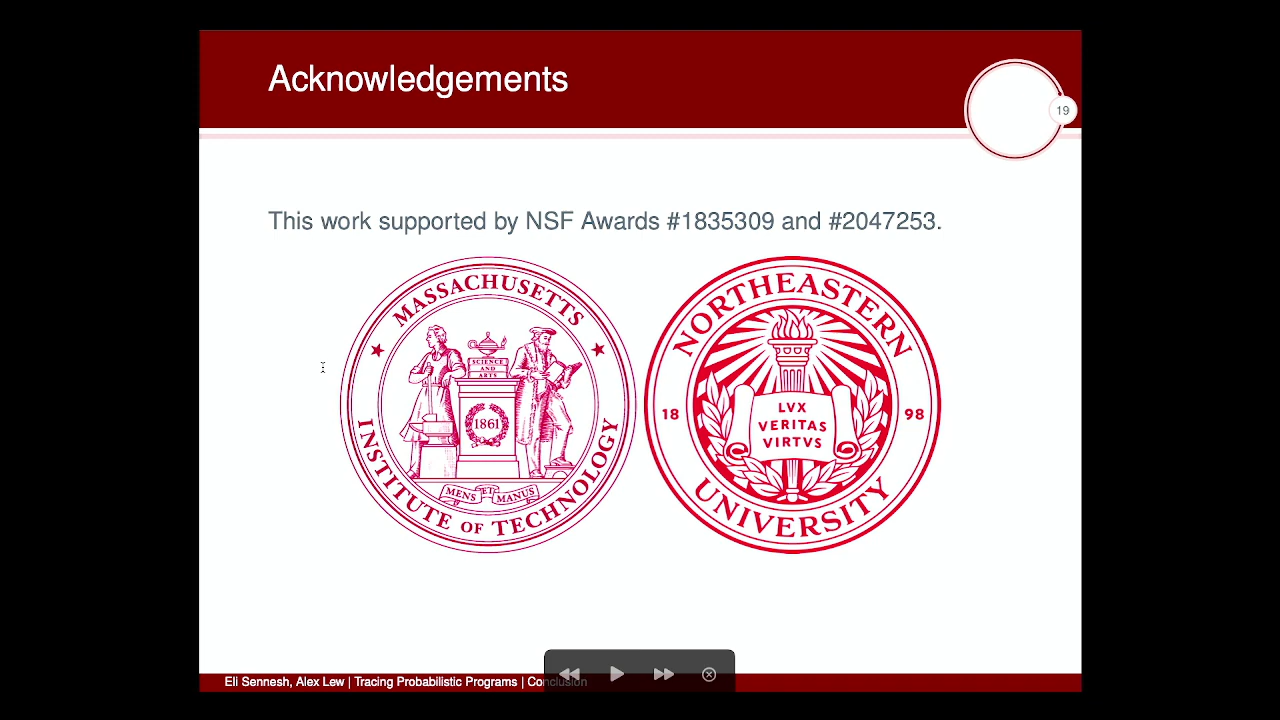 Acknowledgements
19
This work supported by NSF Awards #1835309 and #2047253.
MASSACHUSETTS
INSTITUTE OF TECHNOLOGY
SCIENCE
AND
ARTS
1861
MENS ET MANUS
NORTHEASTERN
UNIVERSITY
18
98
LVX
VERITAS
VIRTVS
Eli Sennesh, Alex Lew | Tracing Probabilistic Programs | Conclusion